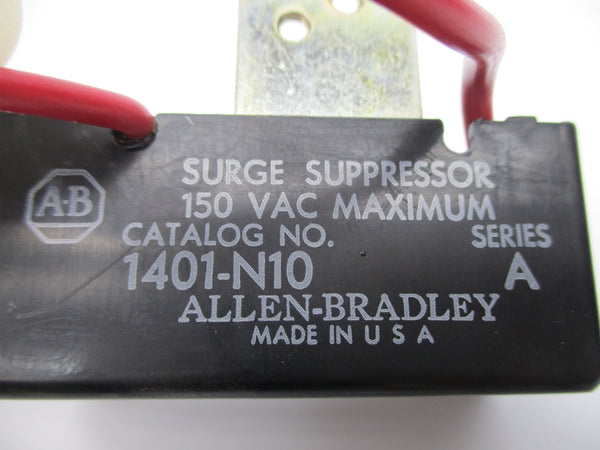 A-B
SURGE SUPPRESSOR
150 VAC MAXIMUM
CATALOG NO. SERIES
1401-N10 A
ALLEN-BRADLEY
MADE IN U S A